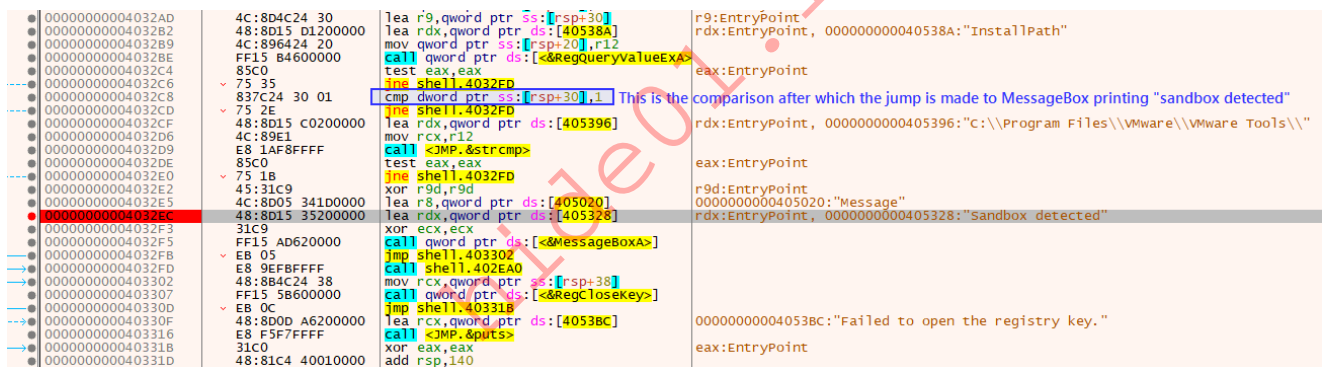 00000000004032AD 4C:8D4C24 30 lea r9,qword ptr ss:[rsp+30] r9:EntryPoint
00000000004032B2 48:8D15 D1200000 lea rdx,qword ptr ds:[40538A] rdx:EntryPoint, 000000000040538A:"InstallPath"
00000000004032B9 4C:896424 20 mov qword ptr ss:[rsp+20],r12
00000000004032BE FF15 B4600000 call qword ptr ds:[<&RegQueryValueExA>
00000000004032C4 85C0 test eax,eax eax:EntryPoint
00000000004032C6 75 35 jne shell.4032FD
00000000004032C8 837C24 30 01 cmp dword ptr ss:[rsp+30],1 This is the comparison after which the jump is made to MessageBox printing "sandbox detected"
00000000004032CD 75 2E jne shell.4032FD
00000000004032CF 48:8D15 C0200000 lea rdx,qword ptr ds:[405396] rdx:EntryPoint, 0000000000405396:"C:\\Program Files\\VMware\\VMware Tools\\"
00000000004032D6 4C:89E1 mov rcx,r12
00000000004032D9 E8 1AF8FFFF call <JMP.&strcmp>
00000000004032DE 85C0 test eax,eax eax:EntryPoint
00000000004032E0 75 1B jne shell.4032FD
00000000004032E2 45:31C9 xor r9d,r9d r9d:EntryPoint
00000000004032E5 4C:8D05 341D0000 lea r8,qword ptr ds:[405020] 0000000000405020:"Message"
00000000004032EC 48:8D15 35200000 lea rdx,qword ptr ds:[405328] rdx:EntryPoint, 0000000000405328:"Sandbox detected"
00000000004032F3 31C9 xor ecx,ecx
00000000004032F5 FF15 AD620000 call qword ptr ds:[<&MessageBoxA>]
00000000004032FB EB 05 jmp shell.403302
00000000004032FD E8 9EFBFFFF call shell.402EA0
0000000000403302 48:8B4C24 38 mov rcx,qword ptr ss:[rsp+38]
0000000000403307 FF15 5B600000 call qword ptr ds:[<&RegCloseKey>]
000000000040330D EB 0C jmp shell.40331B
000000000040330F 48:8D0D A6200000 lea rcx,qword ptr ds:[4053BC] 00000000004053BC:"Failed to open the registry key."
0000000000403316 E8 F5F7FFFF call <JMP.&puts>
000000000040331B 31C0 xor eax,eax eax:EntryPoint
000000000040331D 48:81C4 40010000 add rsp,140